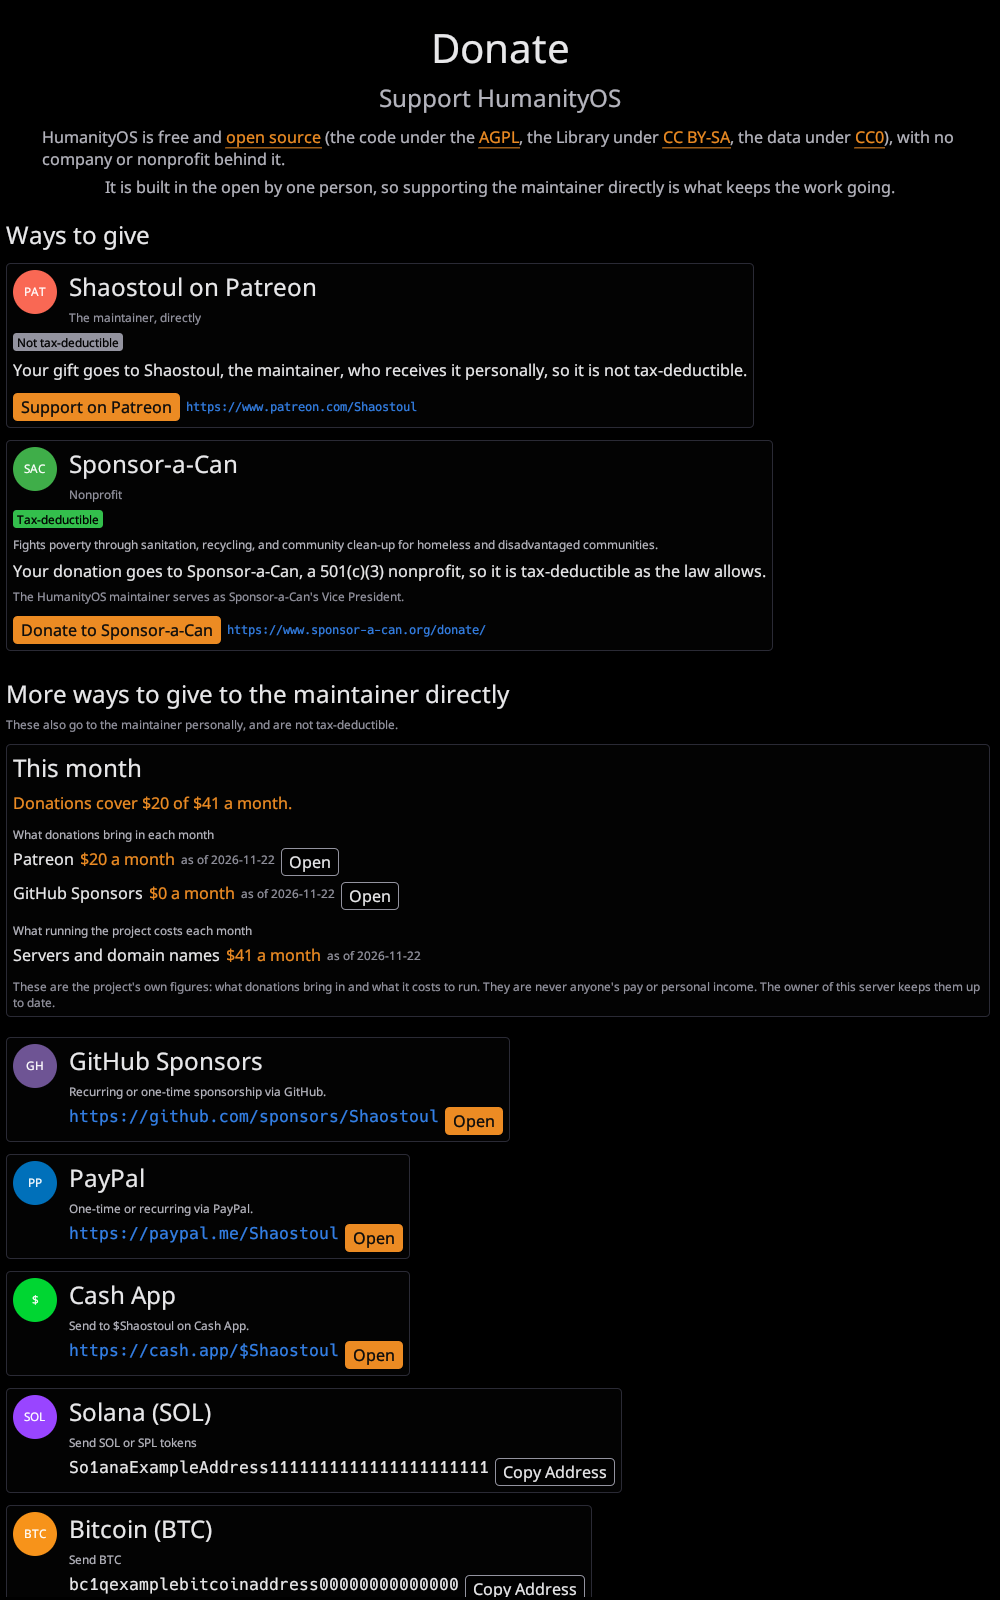 Donate
Support HumanityOS
HumanityOS is free and open source (the code under the AGPL, the Library under CC BY-SA, the data under CC0), with no
company or nonprofit behind it.
It is built in the open by one person, so supporting the maintainer directly is what keeps the work going.
Ways to give
PAT
Shaostoul on Patreon
The maintainer, directly
Not tax-deductible
Your gift goes to Shaostoul, the maintainer, who receives it personally, so it is not tax-deductible.
Support on Patreon https://www.patreon.com/Shaostoul
SAC
Sponsor-a-Can
Nonprofit
Tax-deductible
Fights poverty through sanitation, recycling, and community clean-up for homeless and disadvantaged communities.
Your donation goes to Sponsor-a-Can, a 501(c)(3) nonprofit, so it is tax-deductible as the law allows.
The HumanityOS maintainer serves as Sponsor-a-Can's Vice President.
Donate to Sponsor-a-Can https://www.sponsor-a-can.org/donate/
More ways to give to the maintainer directly
These also go to the maintainer personally, and are not tax-deductible.
This month
Donations cover $20 of $41 a month.
What donations bring in each month
Patreon $20 a month as of 2026-11-22 Open
GitHub Sponsors $0 a month as of 2026-11-22 Open
What running the project costs each month
Servers and domain names $41 a month as of 2026-11-22
These are the project's own figures: what donations bring in and what it costs to run. They are never anyone's pay or personal income. The owner of this server keeps them up
to date.
GH
GitHub Sponsors
Recurring or one-time sponsorship via GitHub.
https://github.com/sponsors/Shaostoul Open
PP
PayPal
One-time or recurring via PayPal.
https://paypal.me/Shaostoul Open
$
Cash App
Send to $Shaostoul on Cash App.
https://cash.app/$Shaostoul Open
SOL
Solana (SOL)
Send SOL or SPL tokens
So1anaExampleAddress1111111111111111111111 Copy Address
BTC
Bitcoin (BTC)
Send BTC
bc1qexamplebitcoinaddress00000000000000 Copy Address